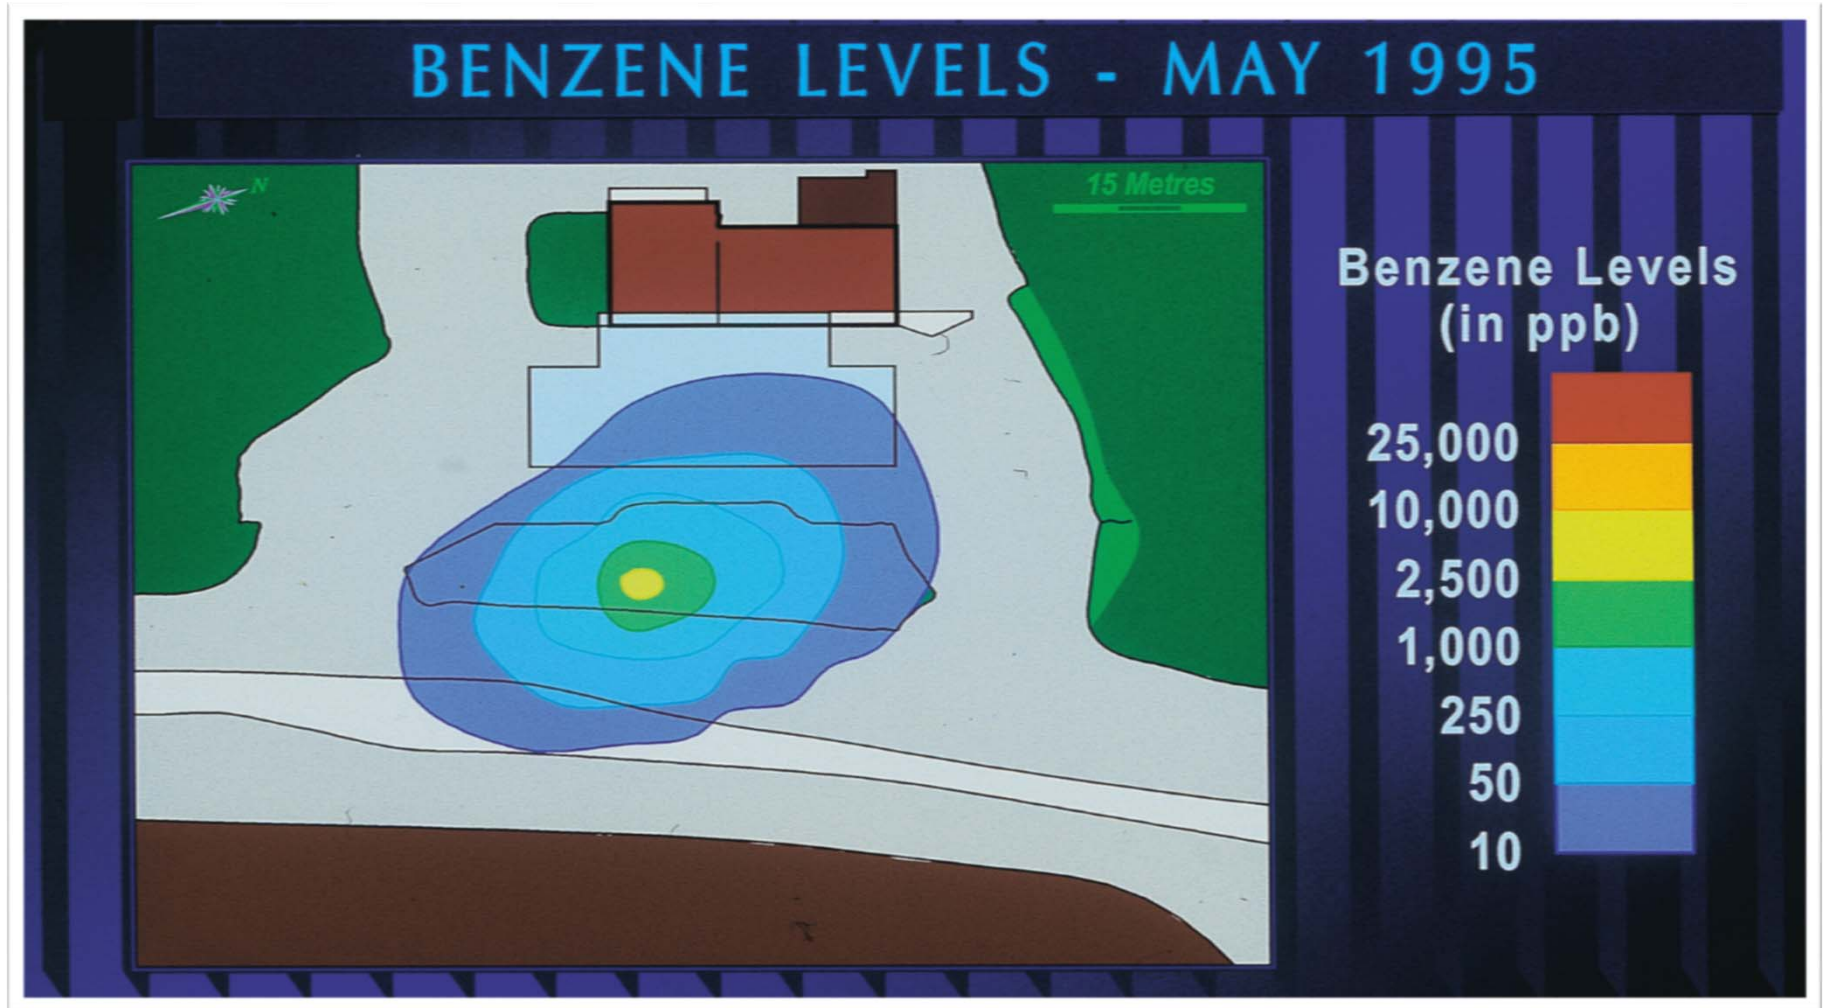 BENZENE LEVELS - MAY 1995
N
15 Metres
Benzene Levels
(in ppb)
25,000
10,000
2,500
1,000
250
50
10